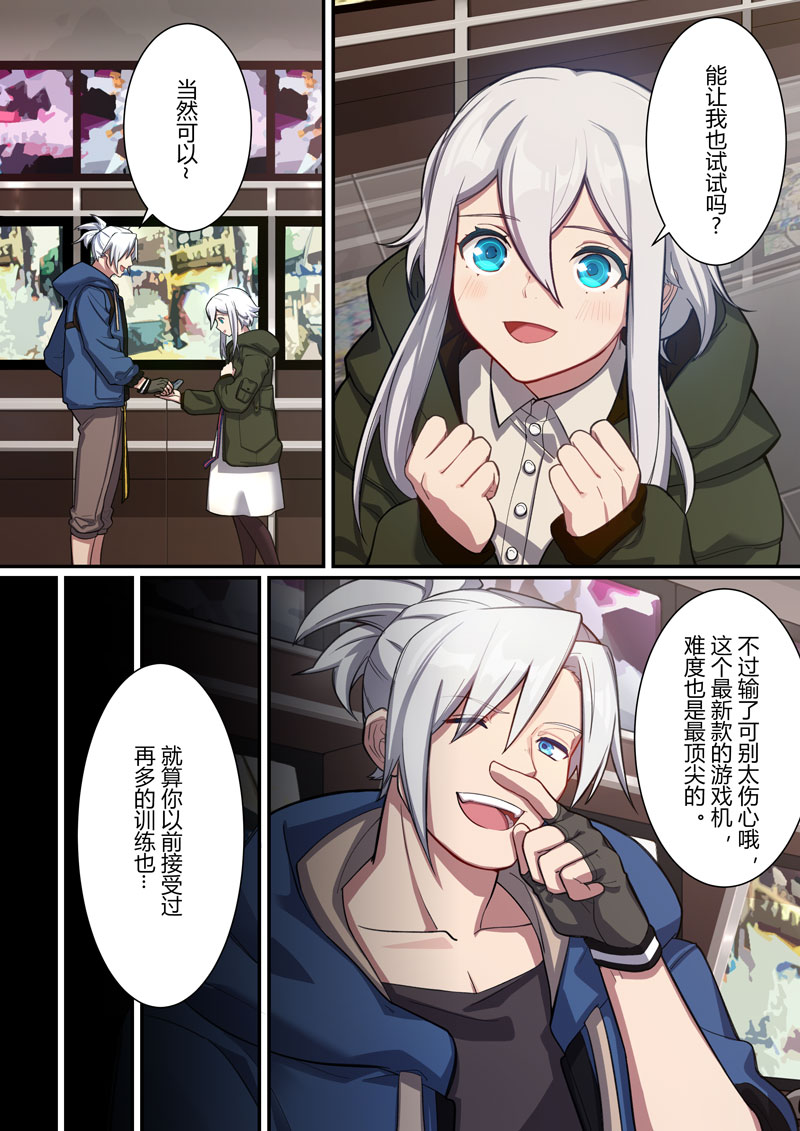 能让我也试试吗？
当然可以~
不过输了可别太伤心哦，
这个最新款的游戏机，
难度也是最顶尖的。
就算你以前接受过
再多的训练也…